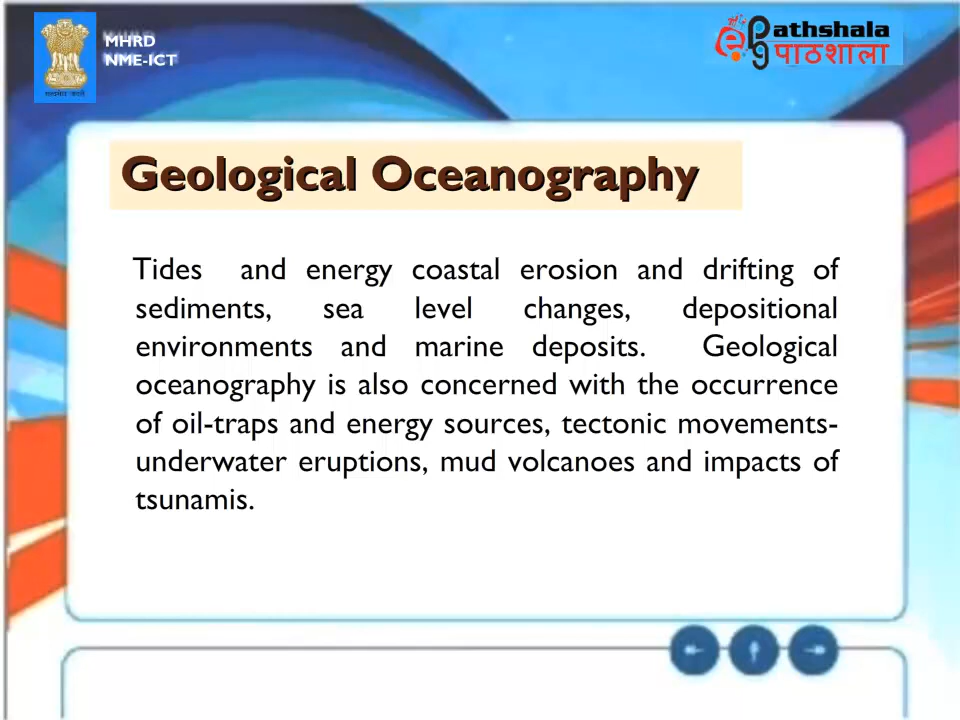 MHRD
NME-ICT
ePG Pathshala
पाठशाला
Geological Oceanography
Tides and energy coastal erosion and drifting of
sediments, sea level changes, depositional
environments and marine deposits. Geological
oceanography is also concerned with the occurrence
of oil-traps and energy sources, tectonic movements-
underwater eruptions, mud volcanoes and impacts of
tsunamis.